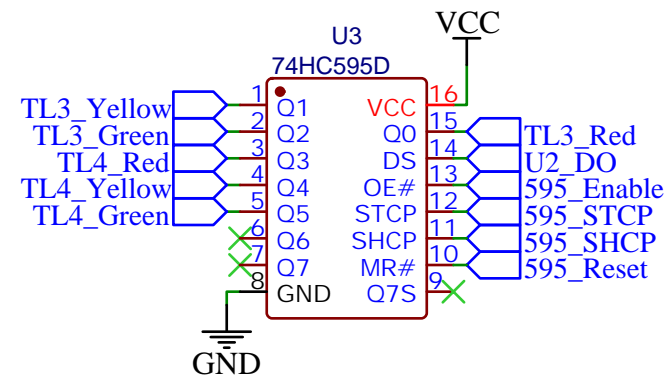 VCC
U3
74HC595D
TL3_Yellow 1 Q1 VCC 16
TL3_Green 2 Q2 Q0 15 TL3_Red
TL4_Red 3 Q3 DS 14 U2_DO
TL4_Yellow 4 Q4 OE# 13 595_Enable
TL4_Green 5 Q5 STCP 12 595_STCP
6 Q6 SHCP 11 595_SHCP
7 Q7 MR# 10 595_Reset
8 GND Q7S 9
GND